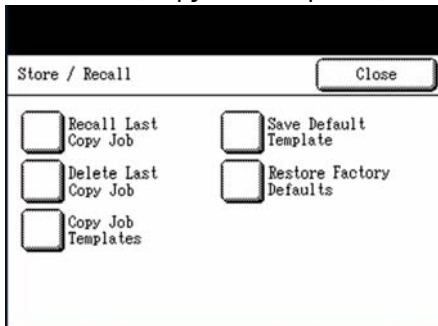 Store / Recall
Close
Recall Last
Copy Job
Save Default
Template
Delete Last
Copy Job
Restore Factory
Defaults
Copy Job
Templates